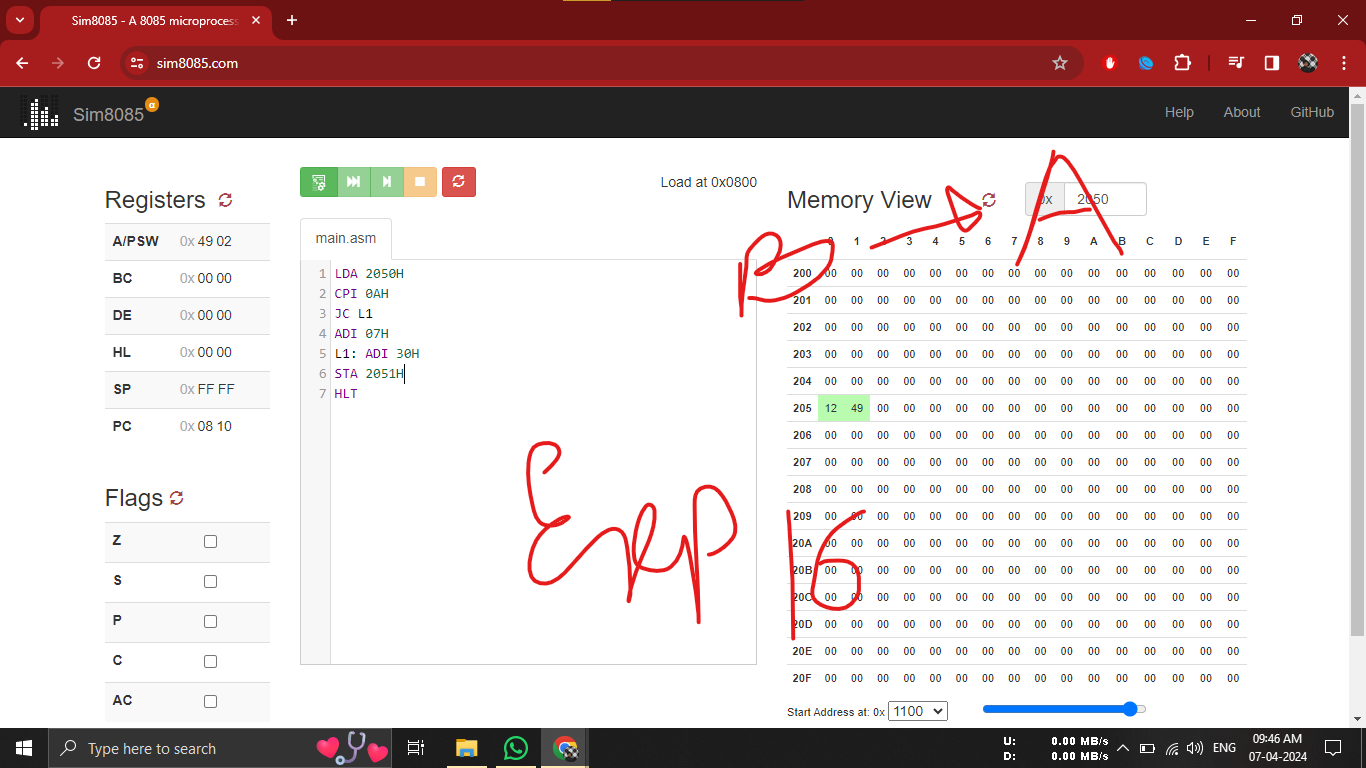 Sim8085 - A 8085 microproces
sim8085.com
Sim8085 α
Help About GitHub
Load at 0x0800
Registers
A/PSW 0x 49 02
BC 0x 00 00
DE 0x 00 00
HL 0x 00 00
SP 0x FF FF
PC 0x 08 10
Flags
Z
S
P
C
AC
main.asm
1 LDA 2050H
2 CPI 0AH
3 JC L1
4 ADI 07H
5 L1: ADI 30H
6 STA 2051H
7 HLT
Exp
16
Memory View 0x 2050
B → A
0 1 2 3 4 5 6 7 8 9 A B C D E F
200 00 00 00 00 00 00 00 00 00 00 00 00 00 00 00 00
201 00 00 00 00 00 00 00 00 00 00 00 00 00 00 00 00
202 00 00 00 00 00 00 00 00 00 00 00 00 00 00 00 00
203 00 00 00 00 00 00 00 00 00 00 00 00 00 00 00 00
204 00 00 00 00 00 00 00 00 00 00 00 00 00 00 00 00
205 12 49 00 00 00 00 00 00 00 00 00 00 00 00 00 00
206 00 00 00 00 00 00 00 00 00 00 00 00 00 00 00 00
207 00 00 00 00 00 00 00 00 00 00 00 00 00 00 00 00
208 00 00 00 00 00 00 00 00 00 00 00 00 00 00 00 00
209 00 00 00 00 00 00 00 00 00 00 00 00 00 00 00 00
20A 00 00 00 00 00 00 00 00 00 00 00 00 00 00 00 00
20B 00 00 00 00 00 00 00 00 00 00 00 00 00 00 00 00
20C 00 00 00 00 00 00 00 00 00 00 00 00 00 00 00 00
20D 00 00 00 00 00 00 00 00 00 00 00 00 00 00 00 00
20E 00 00 00 00 00 00 00 00 00 00 00 00 00 00 00 00
20F 00 00 00 00 00 00 00 00 00 00 00 00 00 00 00 00
Start Address at: 0x 1100
Type here to search
U: 0.00 MB/s
D: 0.00 MB/s
ENG
09:46 AM
07-04-2024